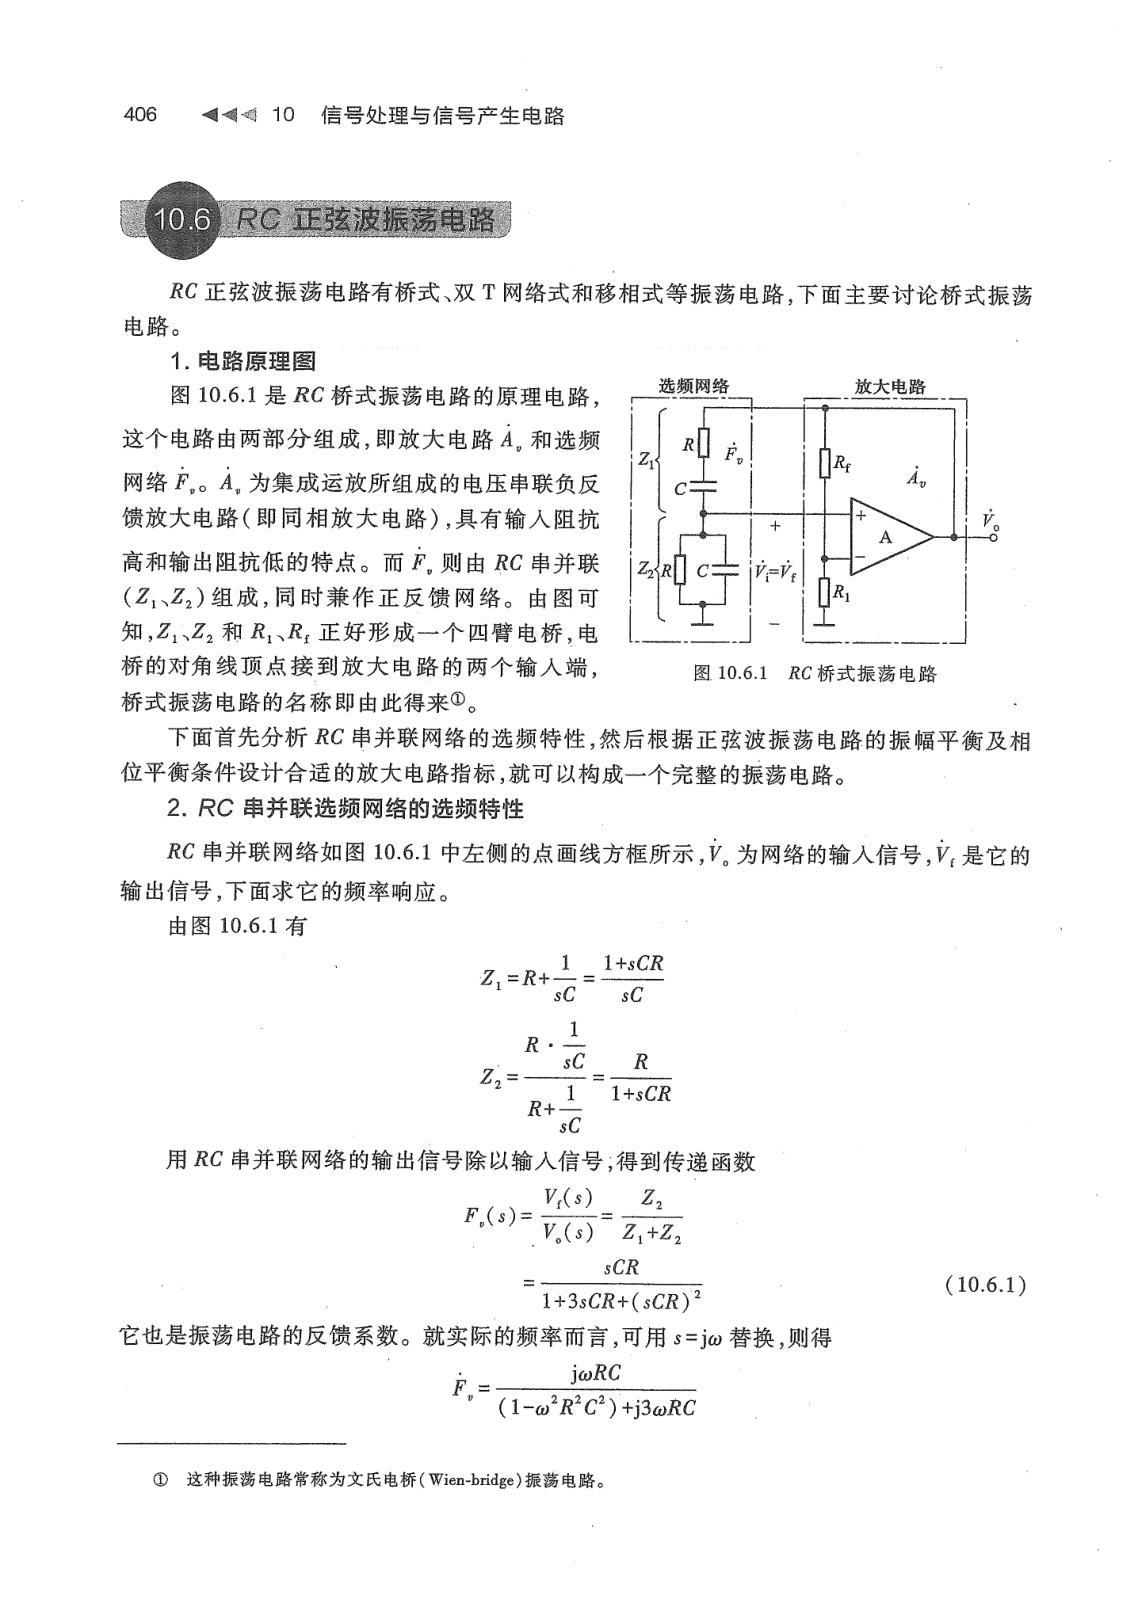 406 10 信号处理与信号产生电路
10.6 RC 正弦波振荡电路
RC 正弦波振荡电路有桥式、双 T 网络式和移相式等振荡电路,下面主要讨论桥式振荡
电路。
1. 电路原理图
图 10.6.1 是 RC 桥式振荡电路的原理电路,
这个电路由两部分组成,即放大电路 Ȧᵥ 和选频
网络 Ḟᵥ。Ȧᵥ 为集成运放所组成的电压串联负反
馈放大电路(即同相放大电路),具有输入阻抗
高和输出阻抗低的特点。而 Ḟᵥ 则由 RC 串并联
(Z₁、Z₂)组成,同时兼作正反馈网络。由图可
知,Z₁、Z₂ 和 R₁、Rf 正好形成一个四臂电桥,电
桥的对角线顶点接到放大电路的两个输入端,
桥式振荡电路的名称即由此得来①。
选频网络 放大电路
Z₁ R Ḟᵥ Rf Ȧᵥ
C
+ + A V̇o
Z₂ R C V̇i=V̇f − R₁
−
图 10.6.1 RC 桥式振荡电路
下面首先分析 RC 串并联网络的选频特性,然后根据正弦波振荡电路的振幅平衡及相
位平衡条件设计合适的放大电路指标,就可以构成一个完整的振荡电路。
2. RC 串并联选频网络的选频特性
RC 串并联网络如图 10.6.1 中左侧的点画线方框所示,V̇o 为网络的输入信号,V̇f 是它的
输出信号,下面求它的频率响应。
由图 10.6.1 有
Z₁=R+1/sC=(1+sCR)/sC
Z₂=(R·1/sC)/(R+1/sC)=R/(1+sCR)
用 RC 串并联网络的输出信号除以输入信号,得到传递函数
Fᵥ(s)=Vf(s)/Vo(s)=Z₂/(Z₁+Z₂)
=sCR/(1+3sCR+(sCR)²) (10.6.1)
它也是振荡电路的反馈系数。就实际的频率而言,可用 s=jω 替换,则得
Ḟᵥ=jωRC/((1-ω²R²C²)+j3ωRC)
① 这种振荡电路常称为文氏电桥(Wien-bridge)振荡电路。